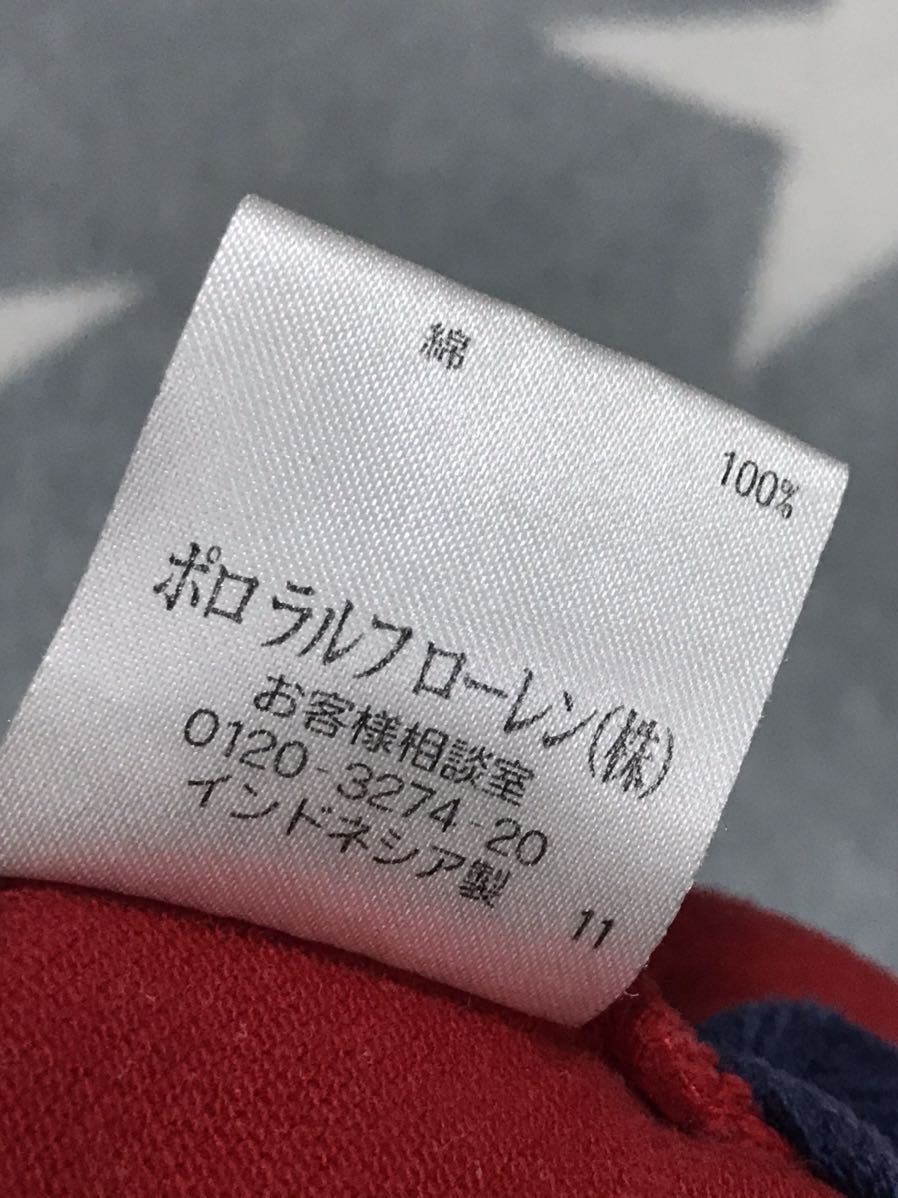 綿 100%
ポロ ラルフ ローレン(株)
お客様相談室
0120-3274-20
インドネシア製
11